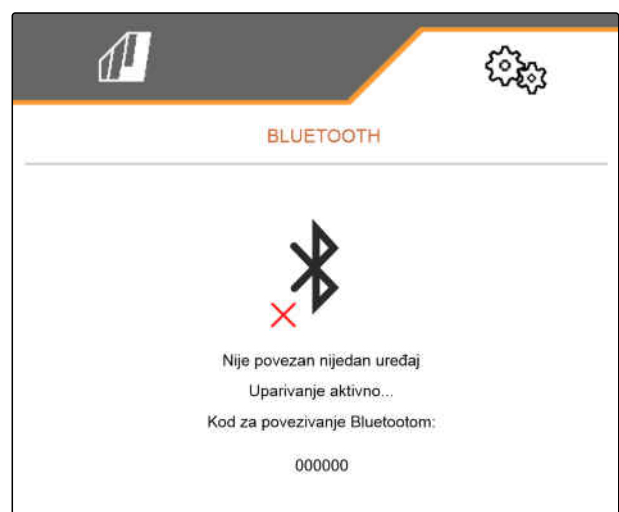 BLUETOOTH
Nije povezan nijedan uređaj
Uparivanje aktivno...
Kod za povezivanje Bluetootom:
000000